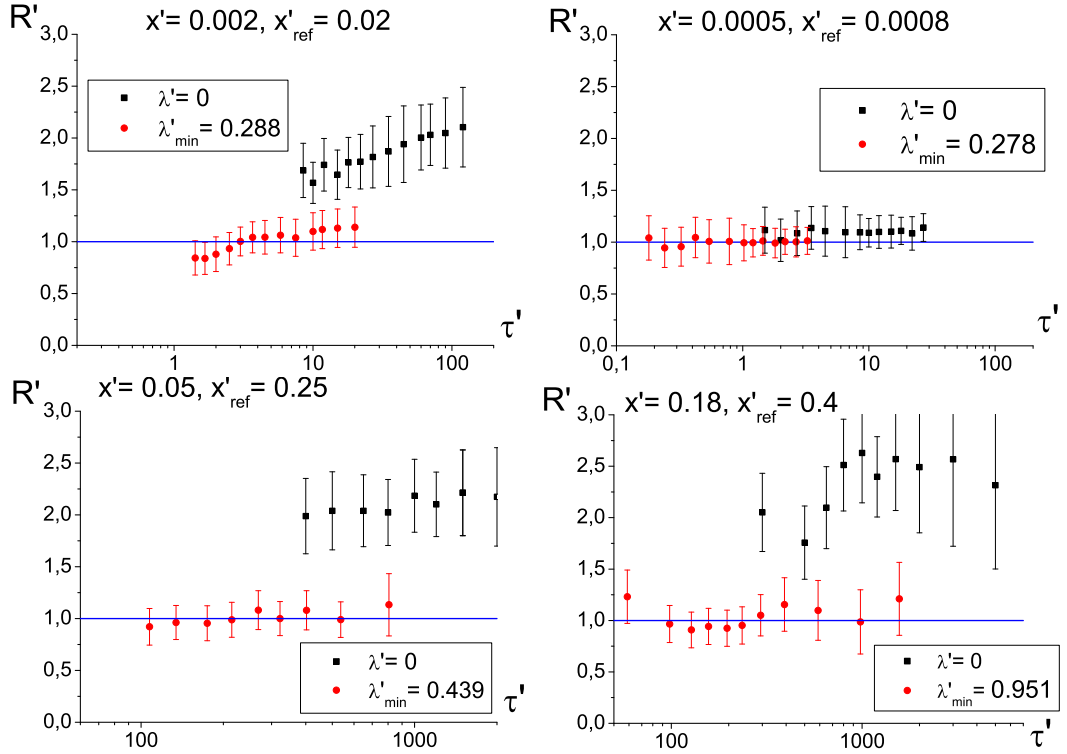 R' x'= 0.002, x'ref = 0.02
3,0
2,5
2,0
1,5
1,0
0,5
0,0
λ'= 0
λ'min = 0.288
1 10 100
τ'
R' x'= 0.0005, x'ref = 0.0008
3,0
2,5
2,0
1,5
1,0
0,5
0,0
λ'= 0
λ'min = 0.278
0,1 1 10 100
τ'
R' x'= 0.05, x'ref = 0.25
3,0
2,5
2,0
1,5
1,0
0,5
0,0
λ'= 0
λ'min = 0.439
100 1000
τ'
R' x'= 0.18, x'ref = 0.4
3,0
2,5
2,0
1,5
1,0
0,5
0,0
λ'= 0
λ'min = 0.951
100 1000
τ'